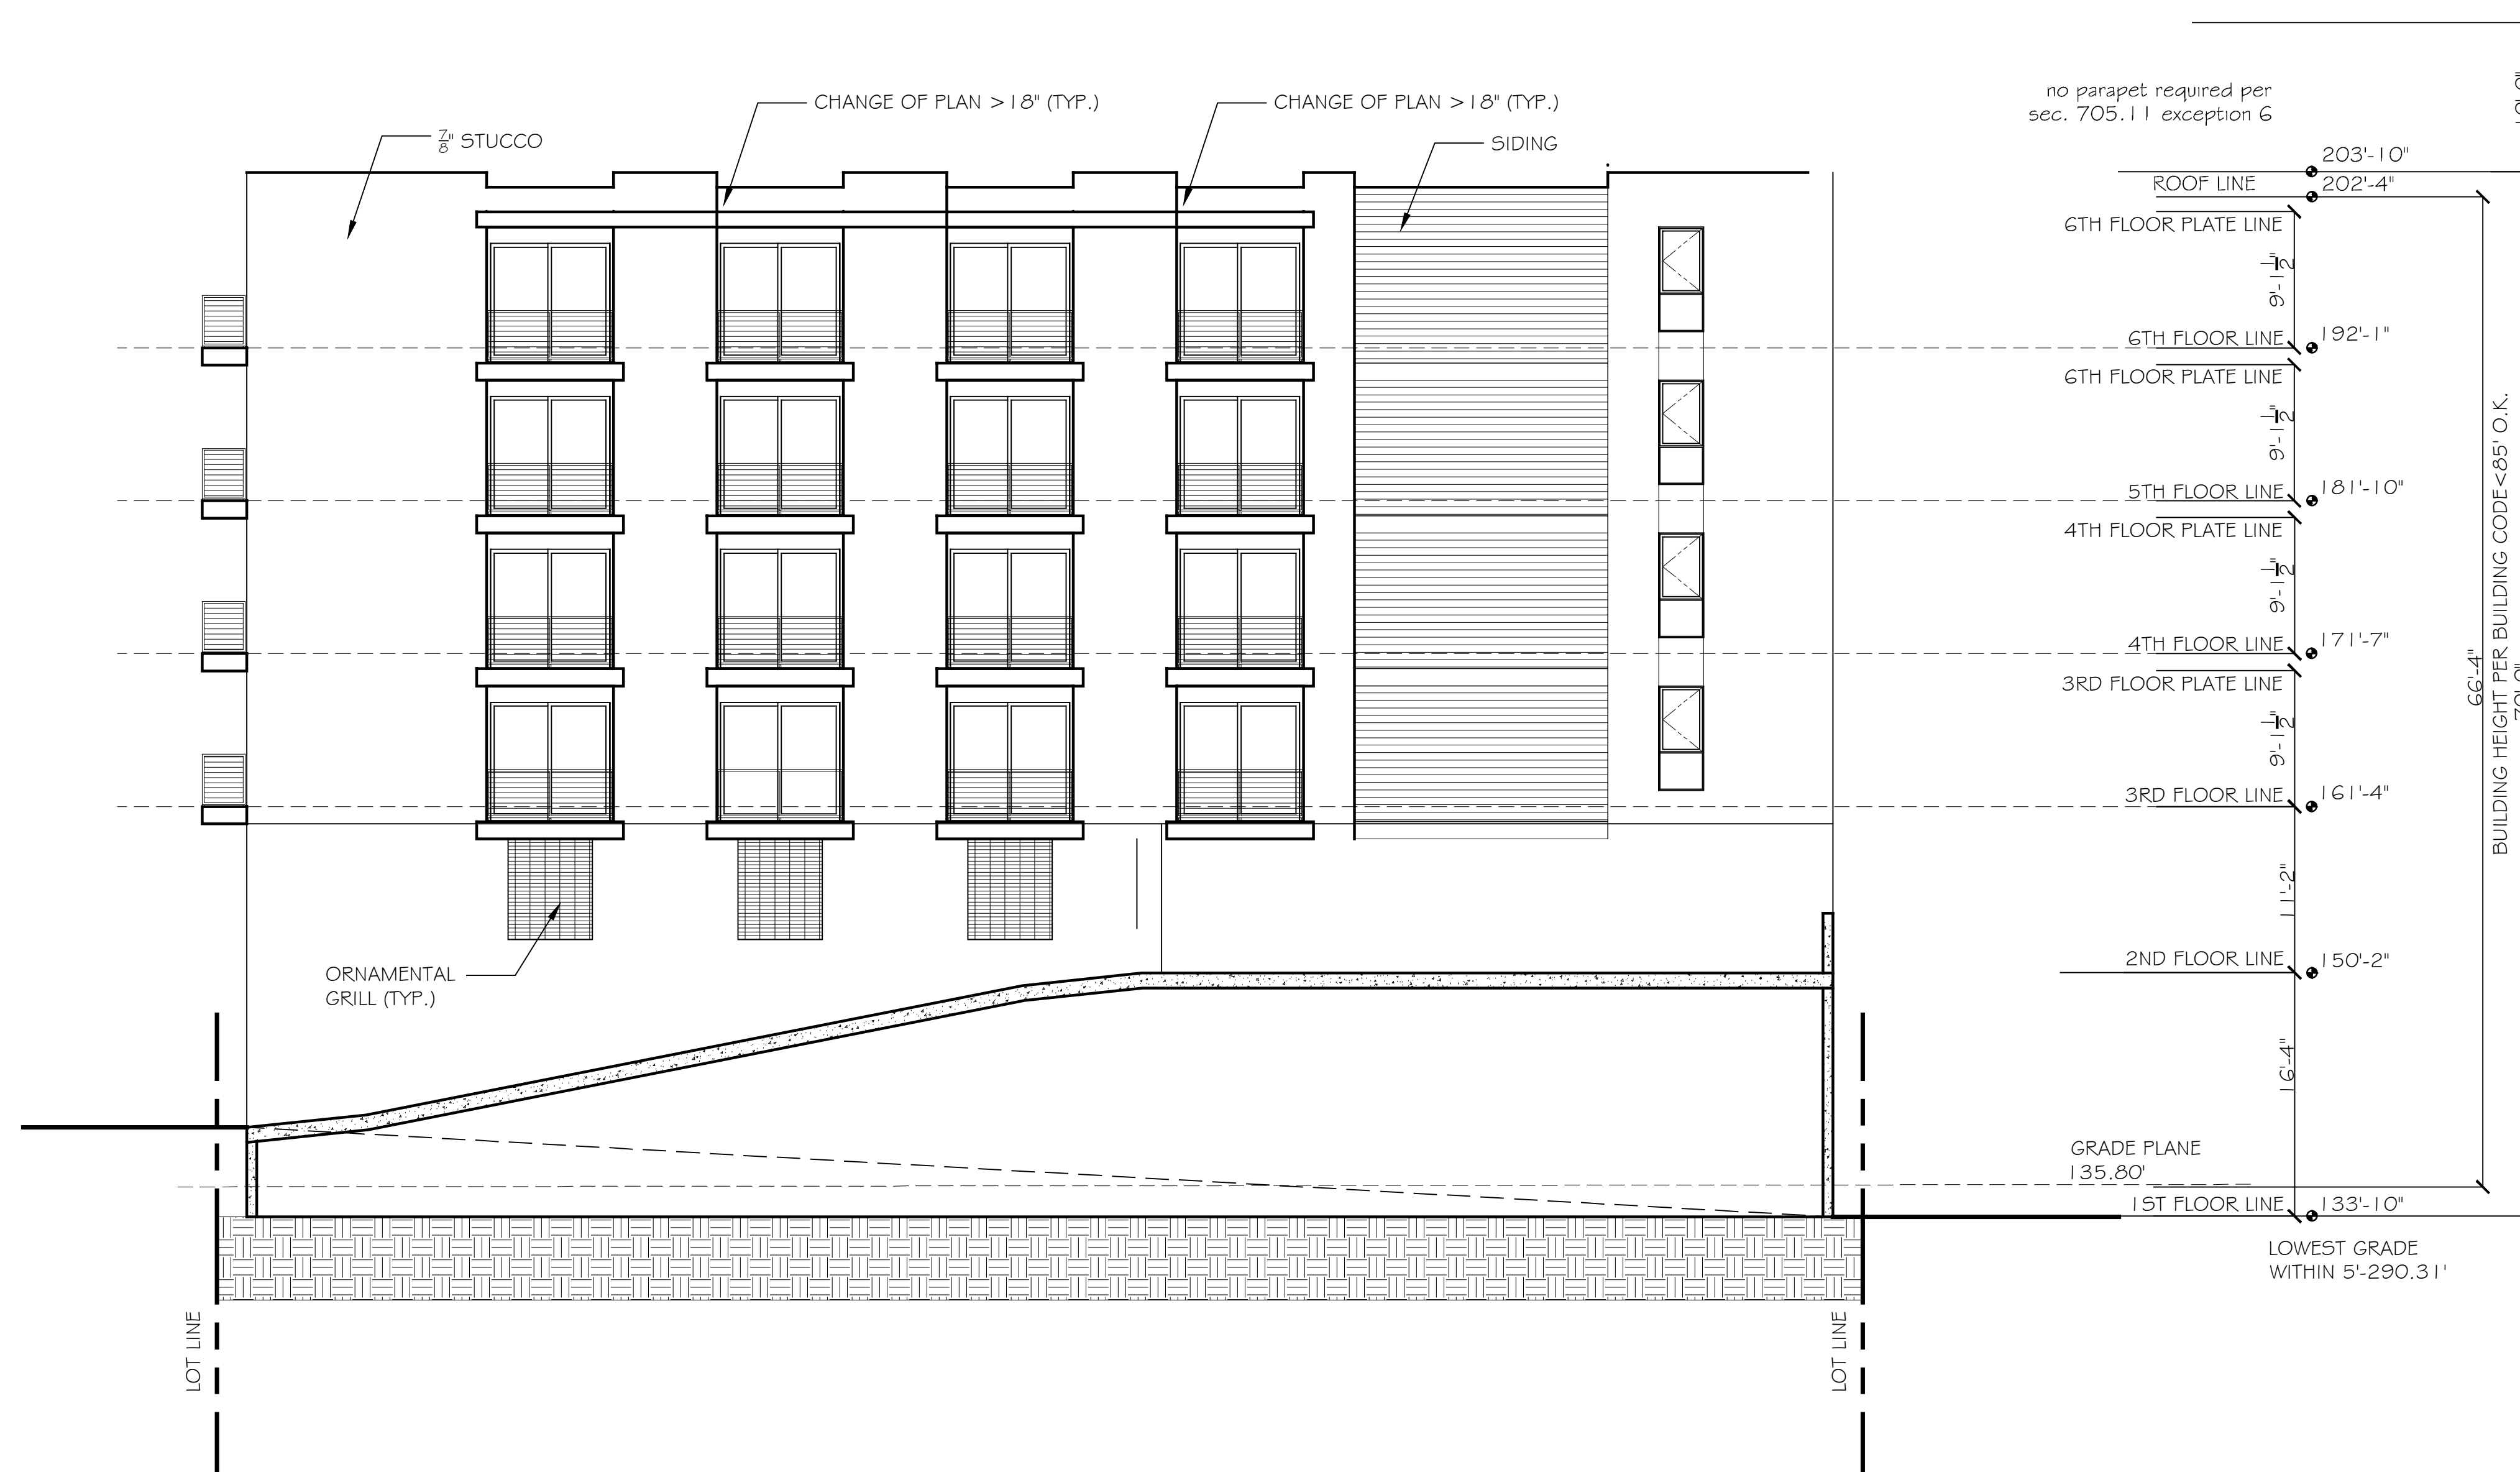 CHANGE OF PLAN >18" (TYP.)
CHANGE OF PLAN >18" (TYP.)
7/8" STUCCO
SIDING
no parapet required per
sec. 705.11 exception 6
203'-10"
ROOF LINE
202'-4"
6TH FLOOR PLATE LINE
9'-1 1/2"
6TH FLOOR LINE
192'-1"
6TH FLOOR PLATE LINE
9'-1 1/2"
5TH FLOOR LINE
181'-10"
4TH FLOOR PLATE LINE
9'-1 1/2"
4TH FLOOR LINE
171'-7"
3RD FLOOR PLATE LINE
9'-1 1/2"
3RD FLOOR LINE
161'-4"
11'-2"
2ND FLOOR LINE
150'-2"
16'-4"
66'-4"
BUILDING HEIGHT PER BUILDING CODE<85' O.K.
ORNAMENTAL
GRILL (TYP.)
GRADE PLANE
135.80'
1ST FLOOR LINE
133'-10"
LOWEST GRADE
WITHIN 5'-290.31'
LOT LINE
LOT LINE